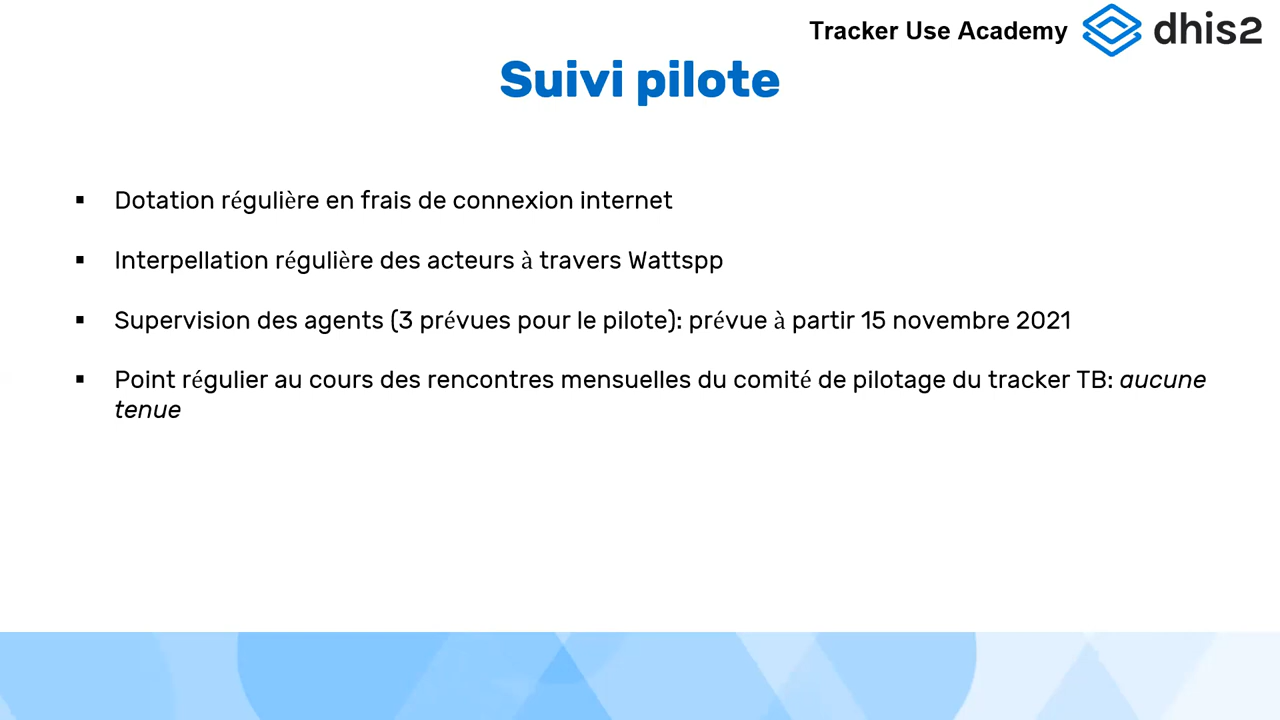 Tracker Use Academy dhis2
Suivi pilote
▪ Dotation régulière en frais de connexion internet
▪ Interpellation régulière des acteurs à travers Wattspp
▪ Supervision des agents (3 prévues pour le pilote): prévue à partir 15 novembre 2021
▪ Point régulier au cours des rencontres mensuelles du comité de pilotage du tracker TB: aucune
tenue